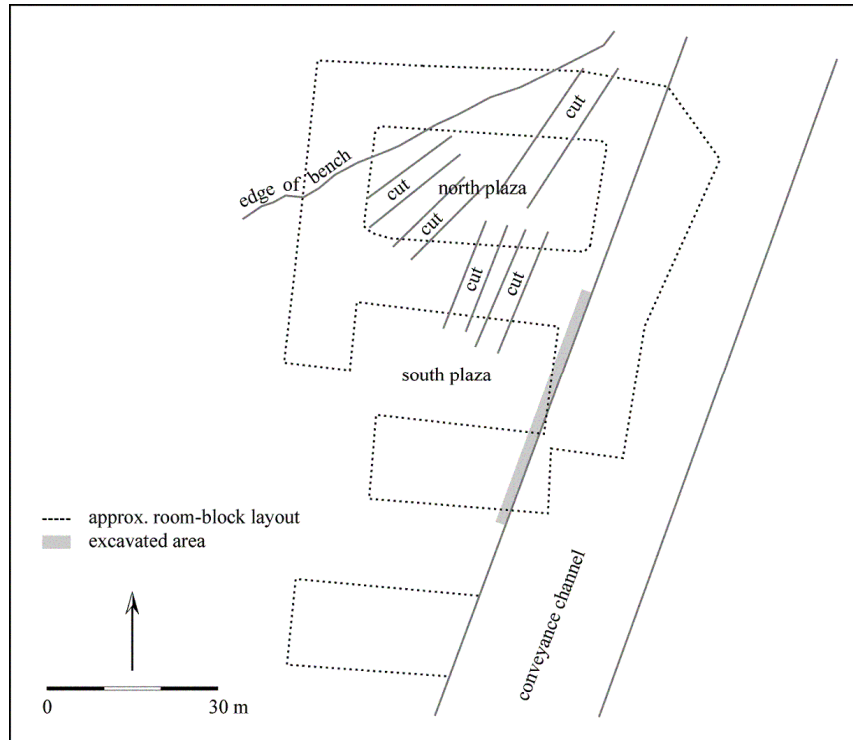 cut
edge of bench
cut
north plaza
cut
cut
cut
south plaza
approx. room-block layout
excavated area
conveyance channel
0
30 m